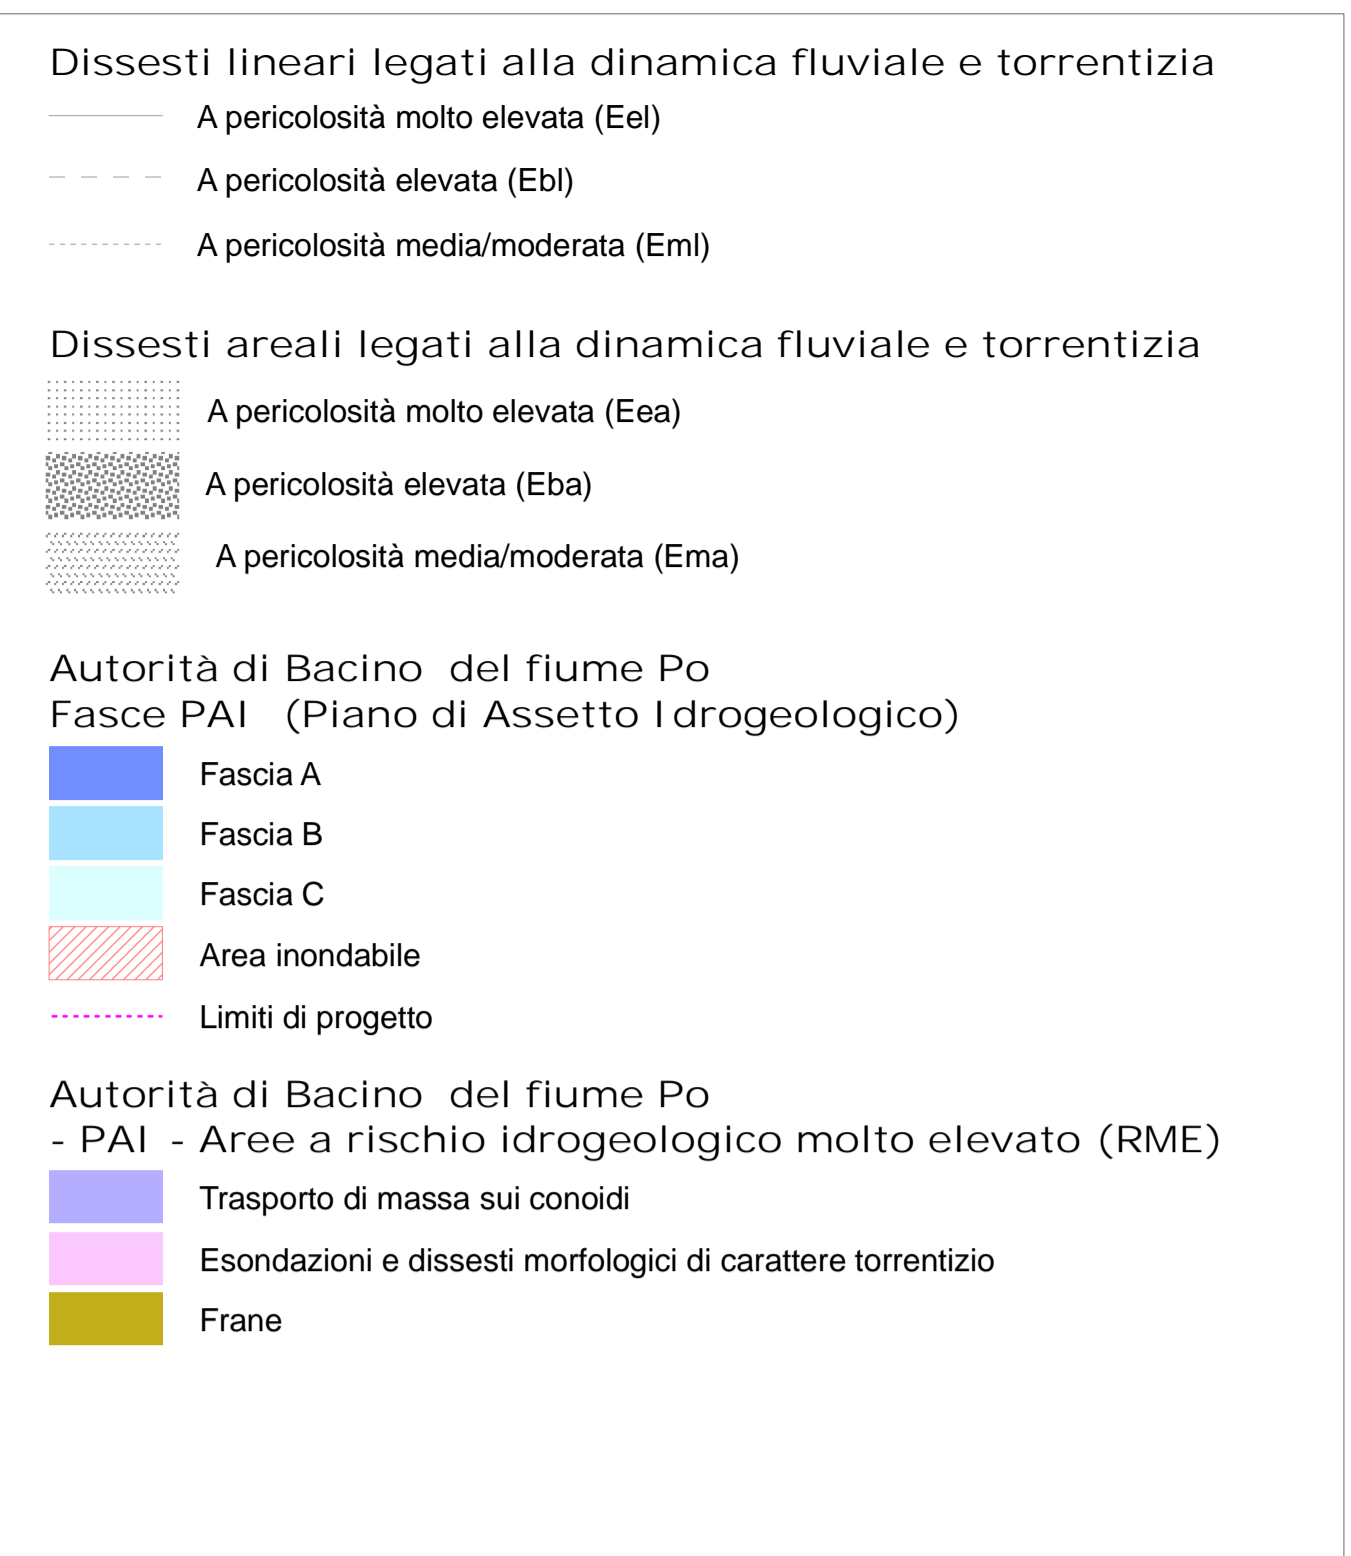 Dissesti lineari legati alla dinamica fluviale e torrentizia
A pericolosità molto elevata (Eel)
A pericolosità elevata (Ebl)
A pericolosità media/moderata (Eml)
Dissesti areali legati alla dinamica fluviale e torrentizia
A pericolosità molto elevata (Eea)
A pericolosità elevata (Eba)
A pericolosità media/moderata (Ema)
Autorità di Bacino del fiume Po
Fasce PAI (Piano di Assetto Idrogeologico)
Fascia A
Fascia B
Fascia C
Area inondabile
Limiti di progetto
Autorità di Bacino del fiume Po
- PAI - Aree a rischio idrogeologico molto elevato (RME)
Trasporto di massa sui conoidi
Esondazioni e dissesti morfologici di carattere torrentizio
Frane